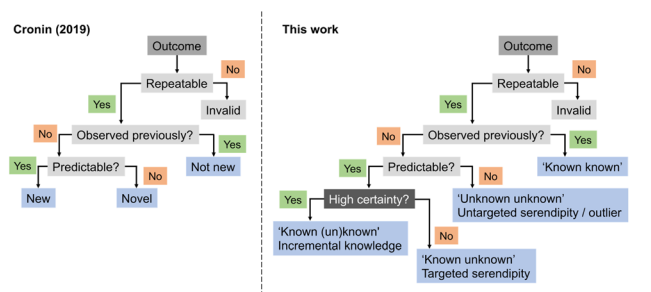 Cronin (2019)
Outcome
No
Repeatable
Yes
Invalid
No
Observed previously?
Yes
Yes
Predictable?
Not new
No
New
Novel
This work
Outcome
No
Repeatable
Yes
Invalid
No
Observed previously?
Yes
Yes
Predictable?
‘Known known’
No
Yes
High certainty?
‘Unknown unknown’
Untargeted serendipity / outlier
‘Known (un)known’
Incremental knowledge
No
‘Known unknown’
Targeted serendipity